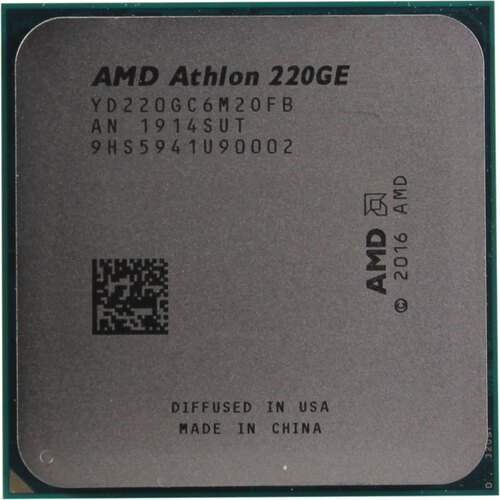 AMD Athlon 220GE
YD220GC6M20FB
AN 1914SUT
9HS5941U90002
AMD
© 2016 AMD
DIFFUSED IN USA
MADE IN CHINA